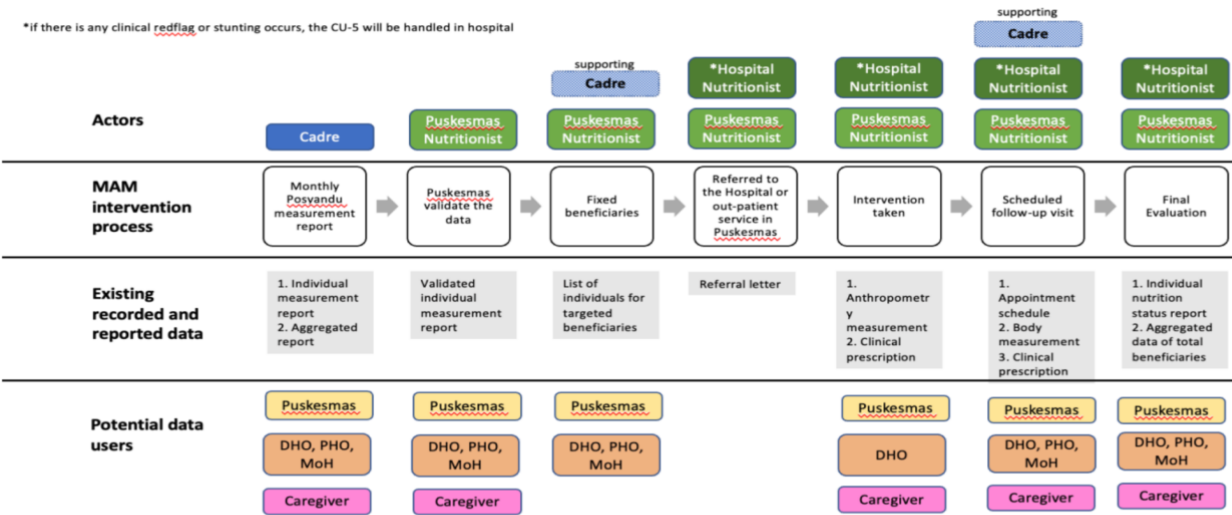 supporting
Cadre
*if there is any clinical redflag or stunting occurs, the CU-5 will be handled in hospital
Actors
Cadre
Puskesmas
Nutritionist
supporting
Cadre
Puskesmas
Nutritionist
*Hospital
Nutritionist
Puskesmas
Nutritionist
*Hospital
Nutritionist
Puskesmas
Nutritionist
*Hospital
Nutritionist
Puskesmas
Nutritionist
*Hospital
Nutritionist
Puskesmas
Nutritionist
MAM
intervention
process
Monthly
Posyandu
measurement
report
Puskesmas
validate the
data
Fixed
beneficiaries
Referred to
the Hospital or
out-patient
service in
Puskesmas
Intervention
taken
Scheduled
follow-up visit
Final
Evaluation
Existing
recorded and
reported data
1. Individual
measurement
report
2. Aggregated
report
Validated
individual
measurement
report
List of
individuals for
targeted
beneficiaries
Referral letter
1.
Anthropometr
y
measurement
2. Clinical
prescription
1.
Appointment
schedule
2. Body
measurement
3. Clinical
prescription
1. Individual
nutrition
status report
2. Aggregated
data of total
beneficiaries
Potential data
users
Puskesmas
DHO, PHO,
MoH
Caregiver
Puskesmas
DHO, PHO,
MoH
Caregiver
Puskesmas
DHO, PHO,
MoH
Puskesmas
DHO
Caregiver
Puskesmas
DHO, PHO,
MoH
Caregiver
Puskesmas
DHO, PHO,
MoH
Caregiver